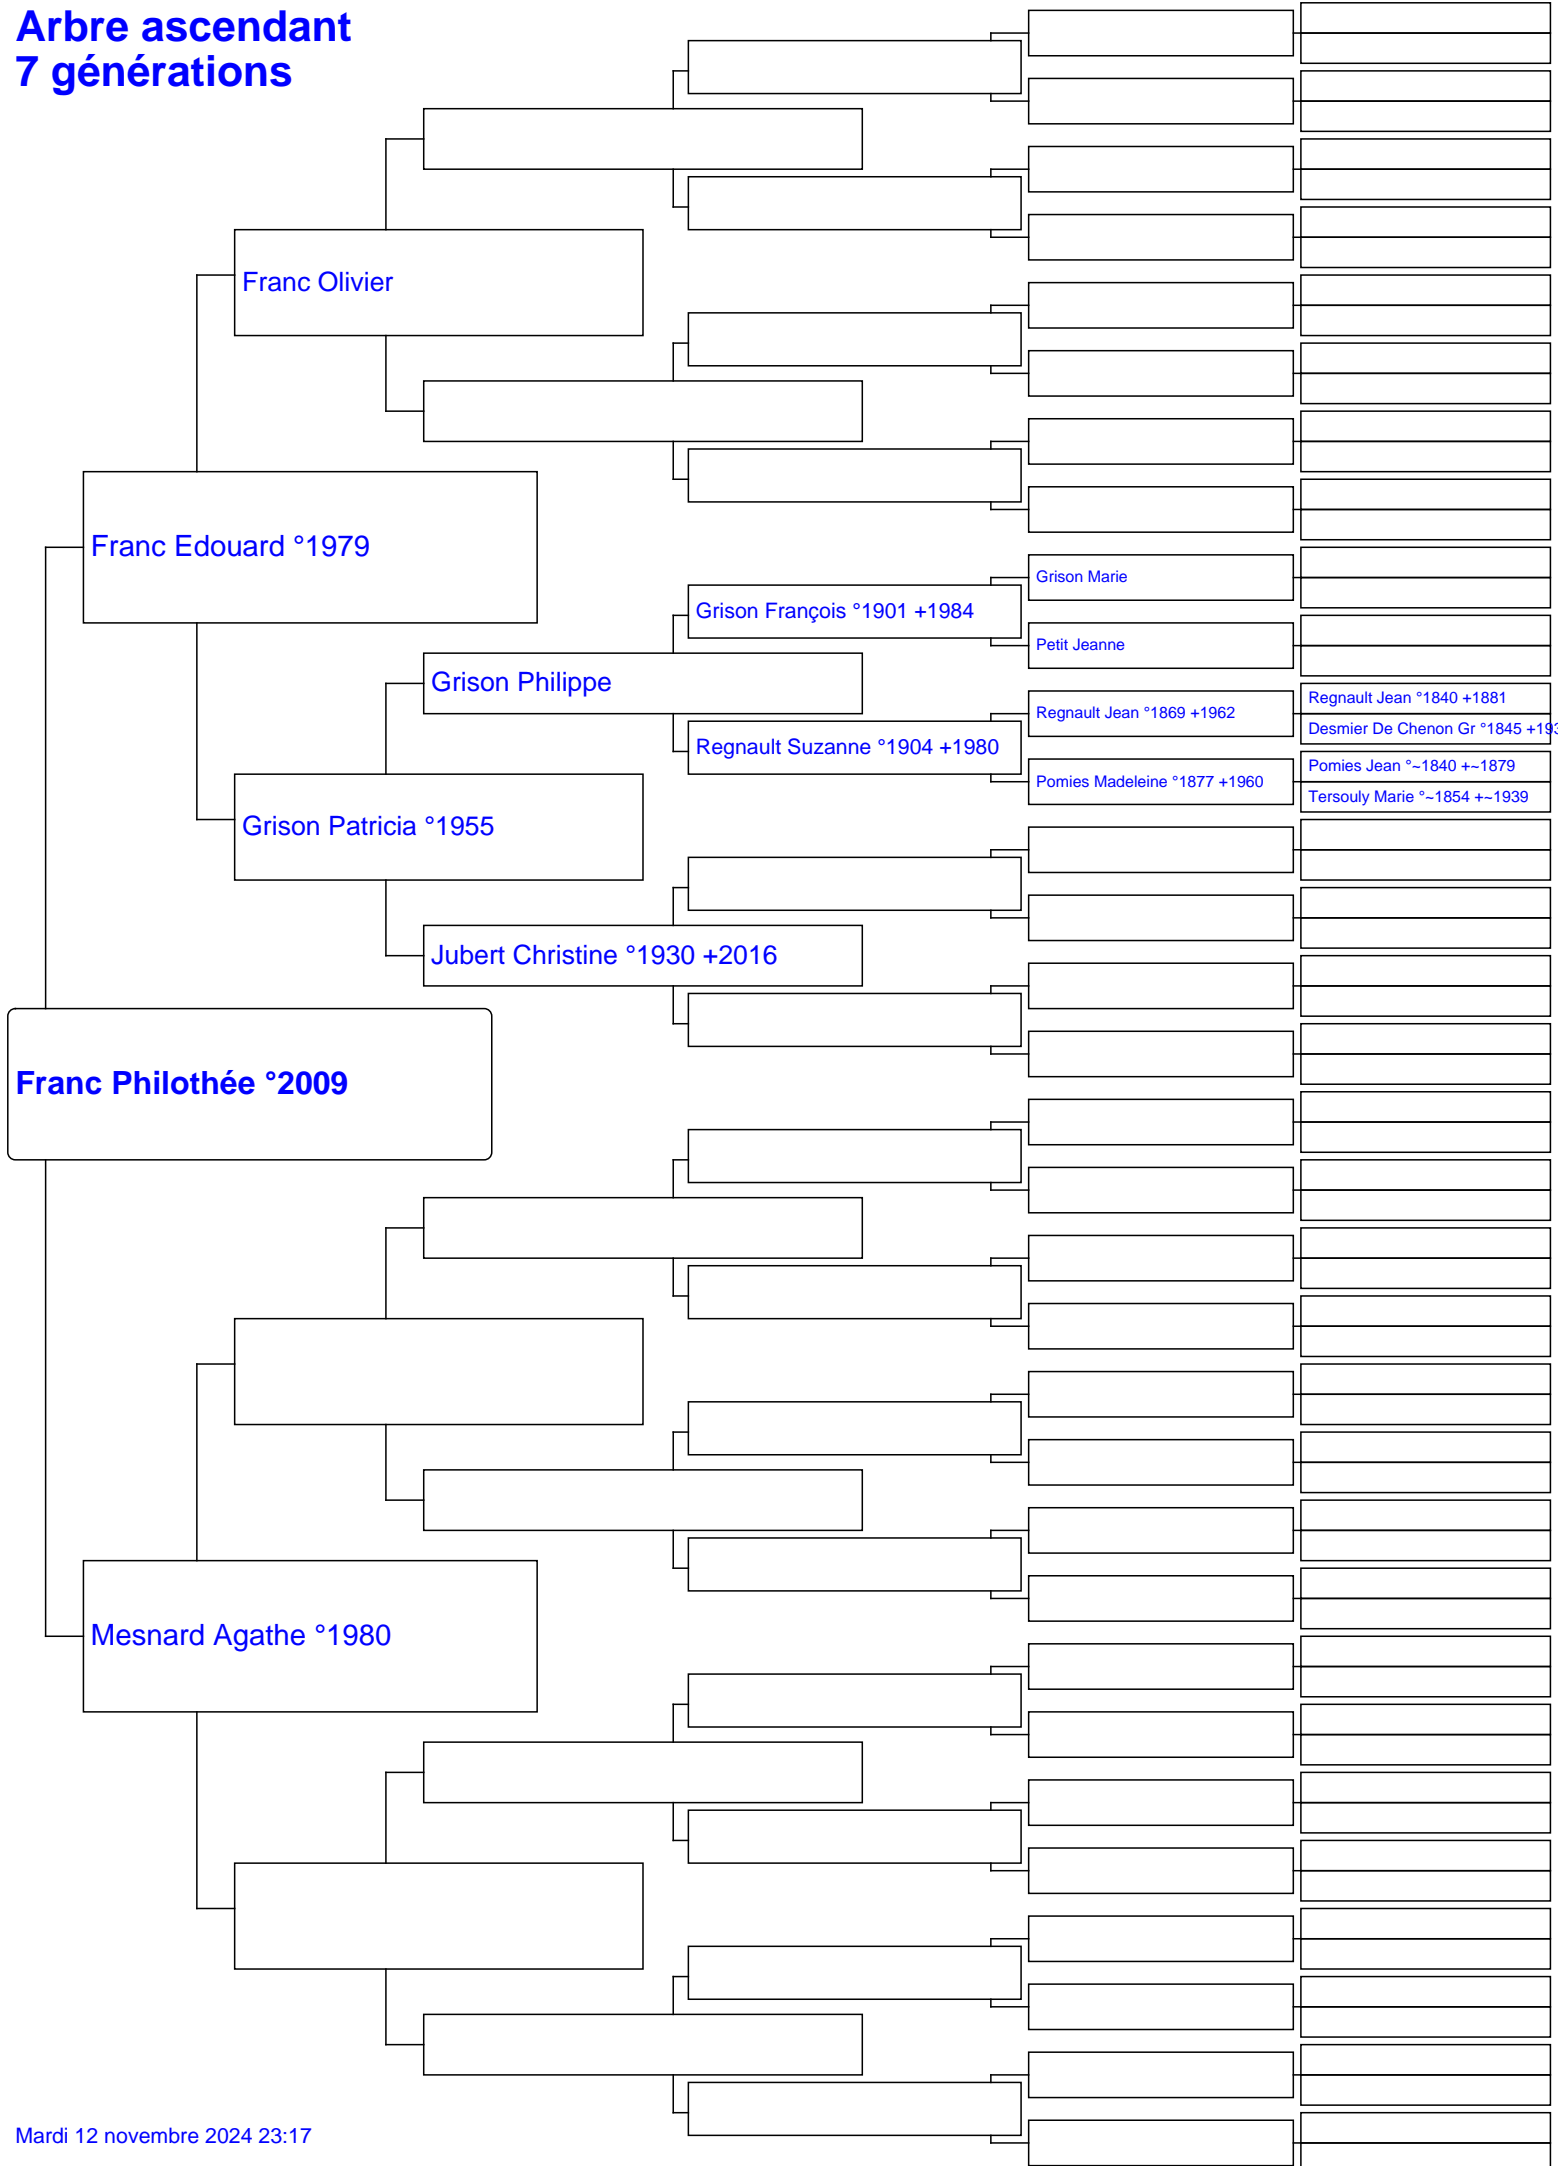 Arbre ascendant
7 générations
Franc Olivier
Franc Edouard °1979
Grison Marie
Grison François °1901 +1984
Petit Jeanne
Grison Philippe
Regnault Jean °1840 +1881
Regnault Jean °1869 +1962
Desmier De Chenon Gr °1845 +193
Regnault Suzanne °1904 +1980
Pomies Jean °~1840 +~1879
Pomies Madeleine °1877 +1960
Tersouly Marie °~1854 +~1939
Grison Patricia °1955
Jubert Christine °1930 +2016
Franc Philothée °2009
Mesnard Agathe °1980
Mardi 12 novembre 2024 23:17